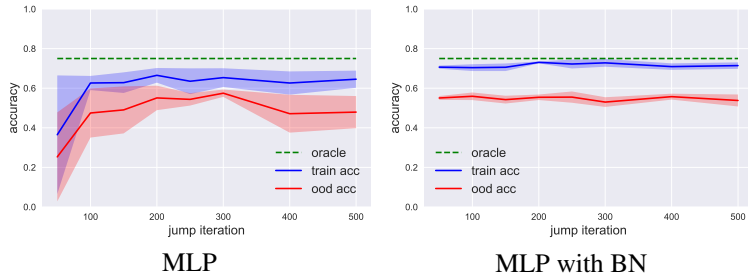 1.0
0.8
0.6
0.4
0.2
0.0
accuracy
100
200
300
400
500
jump iteration
oracle
train acc
ood acc
MLP
1.0
0.8
0.6
0.4
0.2
0.0
accuracy
100
200
300
400
500
jump iteration
oracle
train acc
ood acc
MLP with BN